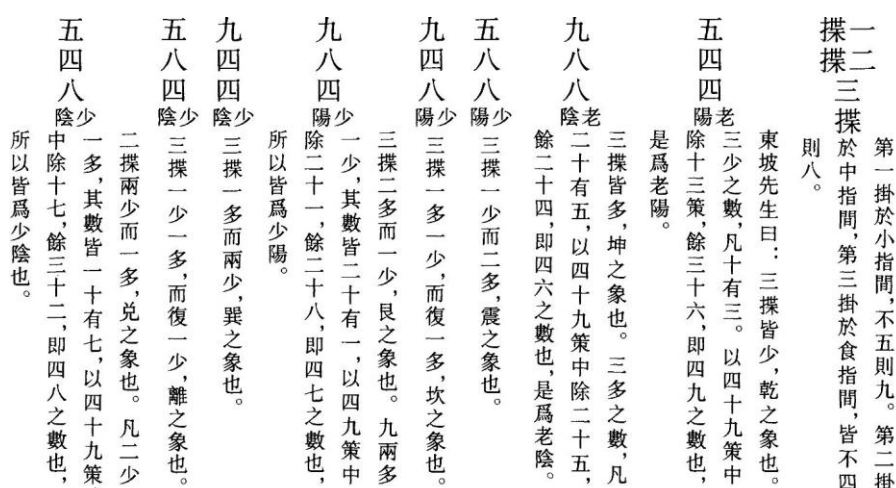 一揲二揲三揲
第一掛於小指間，不五則九。第二掛
於中指間，第三掛於食指間，皆不四
則八。
五四四老陽
東坡先生曰：三揲皆少，乾之象也。
三少之數，凡十有三。以四十九策中
除十三策，餘三十六，即四九之數也，
是爲老陽。
九八八老陰
三揲皆多，坤之象也。三多之數，凡
二十有五，以四十九策中除二十五，
餘二十四，即四六之數也，是爲老陰。
五八八少陽 三揲一少而二多，震之象也。
九四八少陽 三揲一多一少，而復一多，坎之象也。
九八四少陽
三揲二多而一少，艮之象也。九兩多
一少，其數皆二十有一，以四九策中
除二十一，餘二十八，即四七之數也，
所以皆爲少陽。
九四四少陰 三揲一多而兩少，巽之象也。
五八四少陰 三揲一少一多，而復一少，離之象也。
五四八少陰
二揲兩少而一多，兌之象也。凡二少
一多，其數皆一十有七，以四十九策
中除十七，餘三十二，即四八之數也，
所以皆爲少陰也。